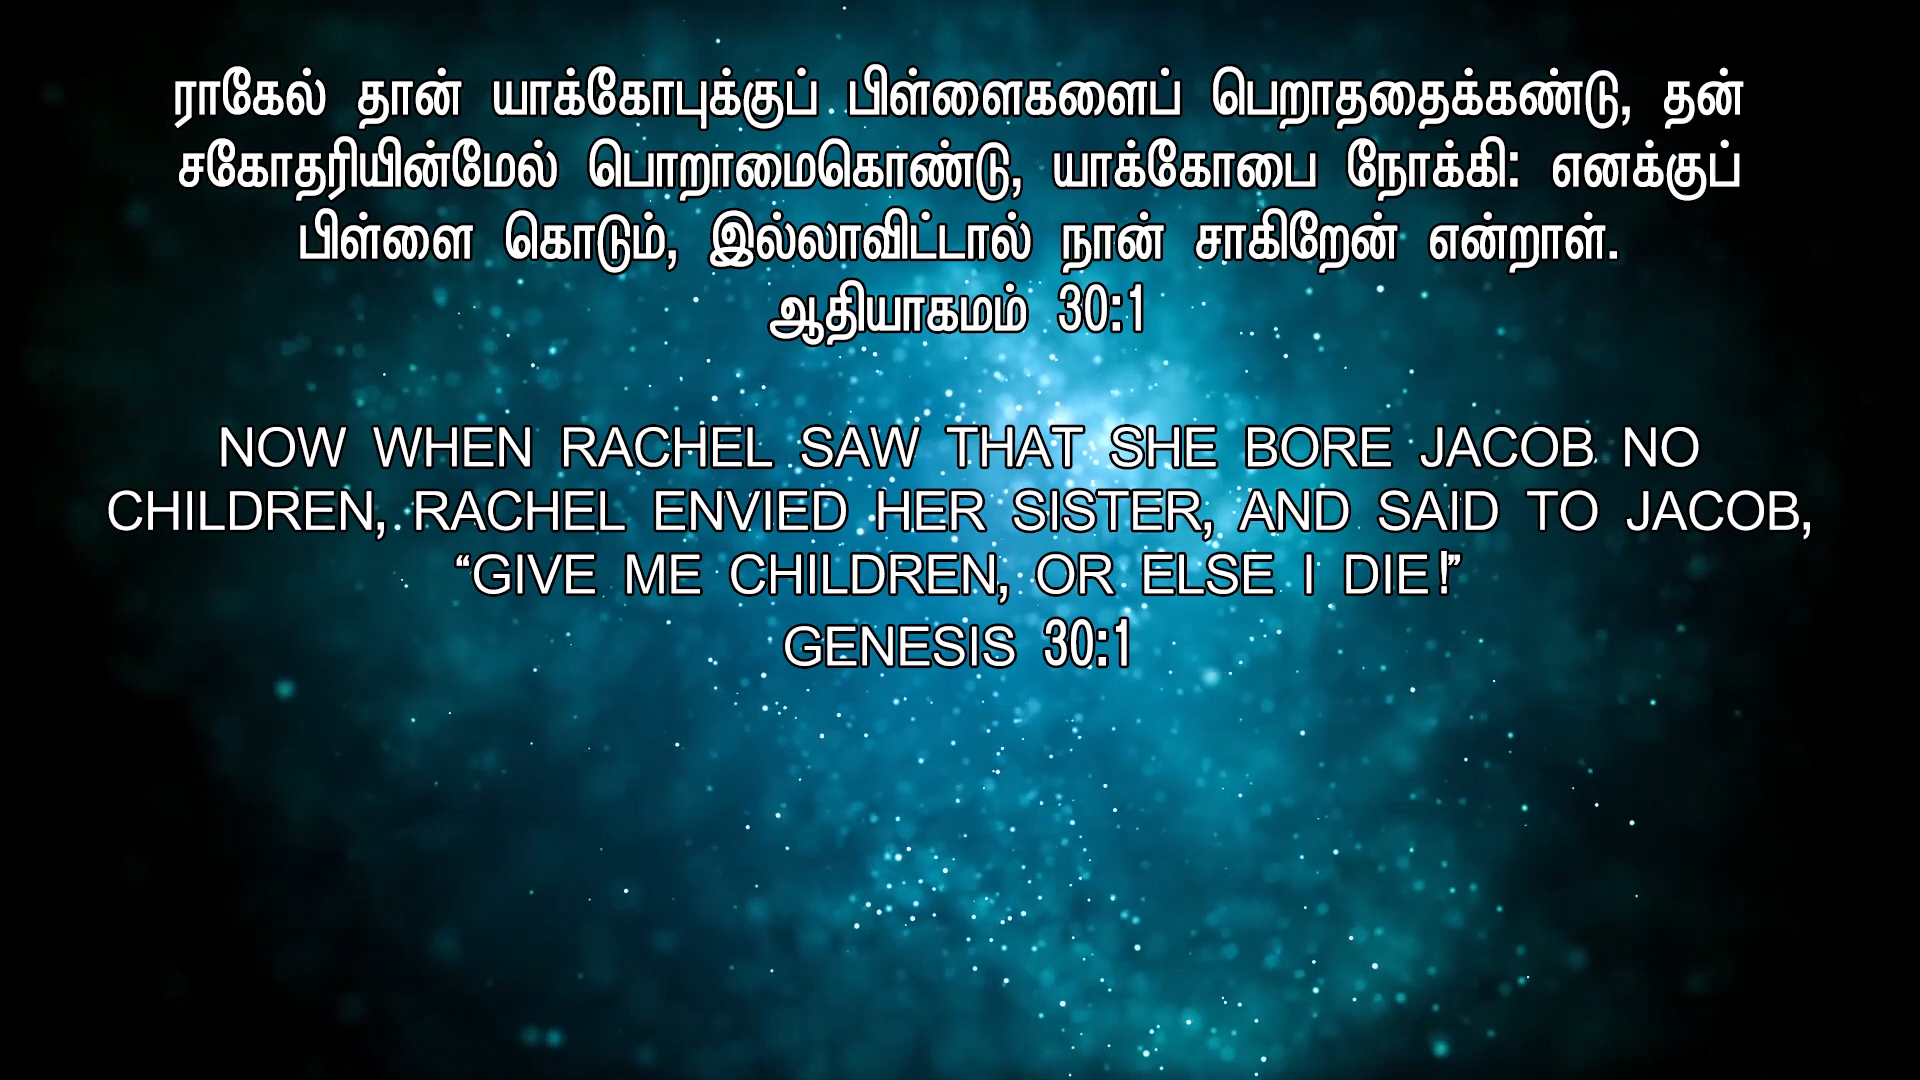 ராகேல் தான் யாக்கோபுக்குப் பிள்ளைகளைப் பெறாததைக்கண்டு, தன்
சகோதரியின்மேல் பொறாமைகொண்டு, யாக்கோபை நோக்கி: எனக்குப்
பிள்ளை கொடும், இல்லாவிட்டால் நான் சாகிறேன் என்றாள்.
ஆதியாகமம் 30:1
NOW WHEN RACHEL SAW THAT SHE BORE JACOB NO
CHILDREN, RACHEL ENVIED HER SISTER, AND SAID TO JACOB,
“GIVE ME CHILDREN, OR ELSE I DIE!”
GENESIS 30:1